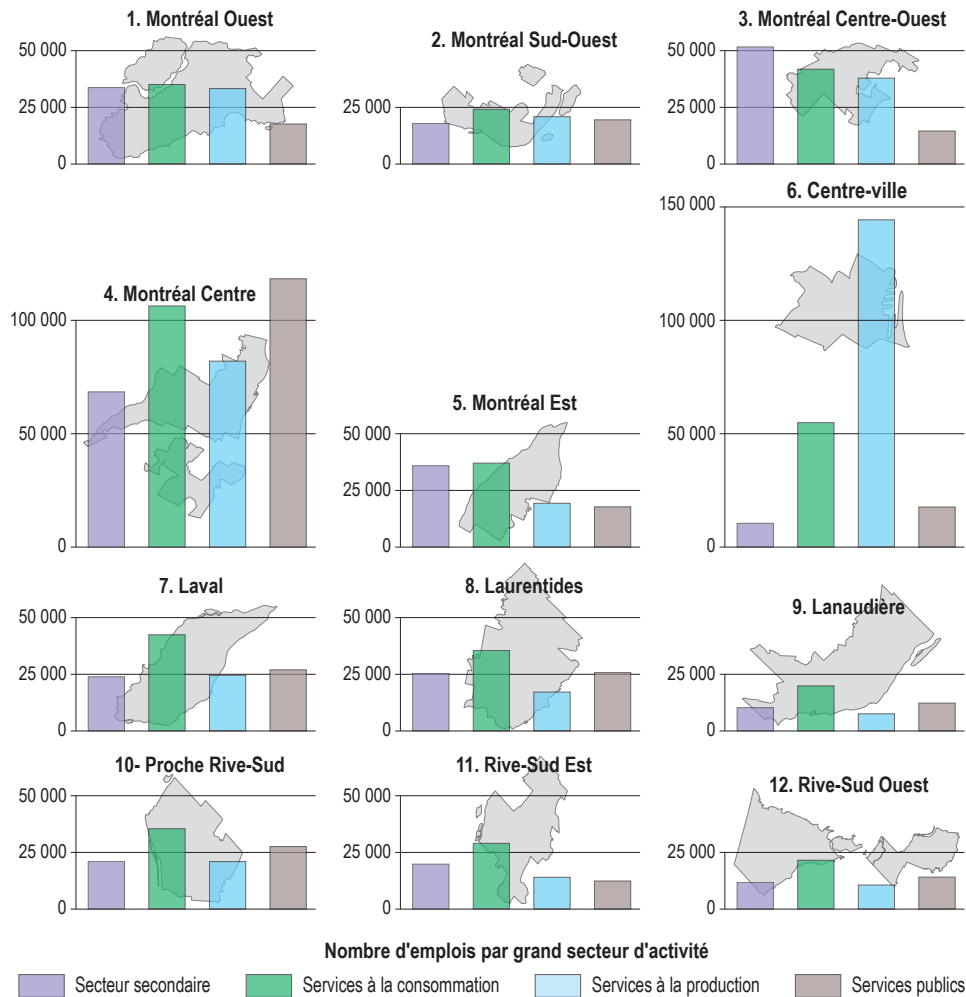 1. Montréal Ouest
50 000
25 000
0
2. Montréal Sud-Ouest
50 000
25 000
0
3. Montréal Centre-Ouest
50 000
25 000
0
4. Montréal Centre
100 000
50 000
0
5. Montréal Est
50 000
25 000
0
6. Centre-ville
150 000
100 000
50 000
0
7. Laval
50 000
25 000
0
8. Laurentides
50 000
25 000
0
9. Lanaudière
25 000
0
10- Proche Rive-Sud
50 000
25 000
0
11. Rive-Sud Est
50 000
25 000
0
12. Rive-Sud Ouest
25 000
0
Nombre d'emplois par grand secteur d'activité
Secteur secondaire
Services à la consommation
Services à la production
Services publics